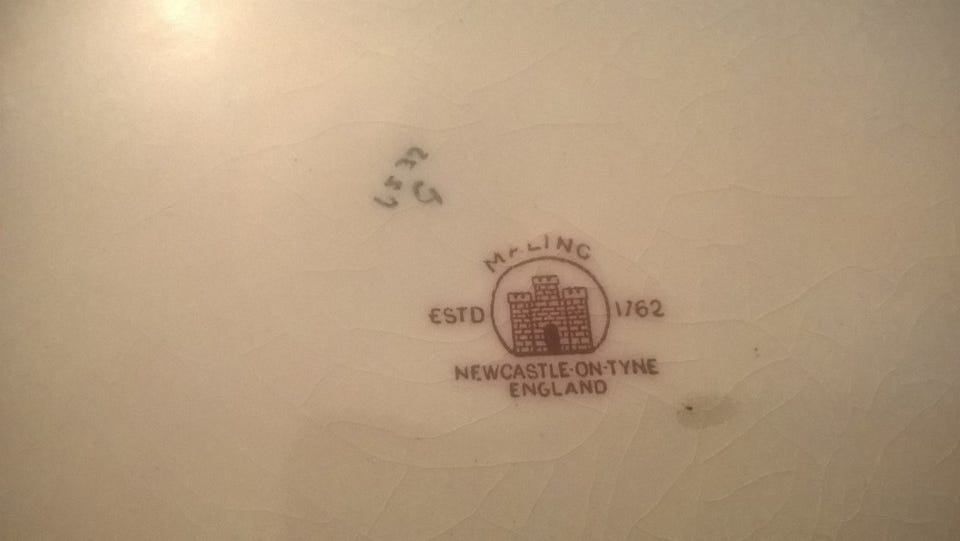 MALING
ESTD 1762
NEWCASTLE-ON-TYNE
ENGLAND